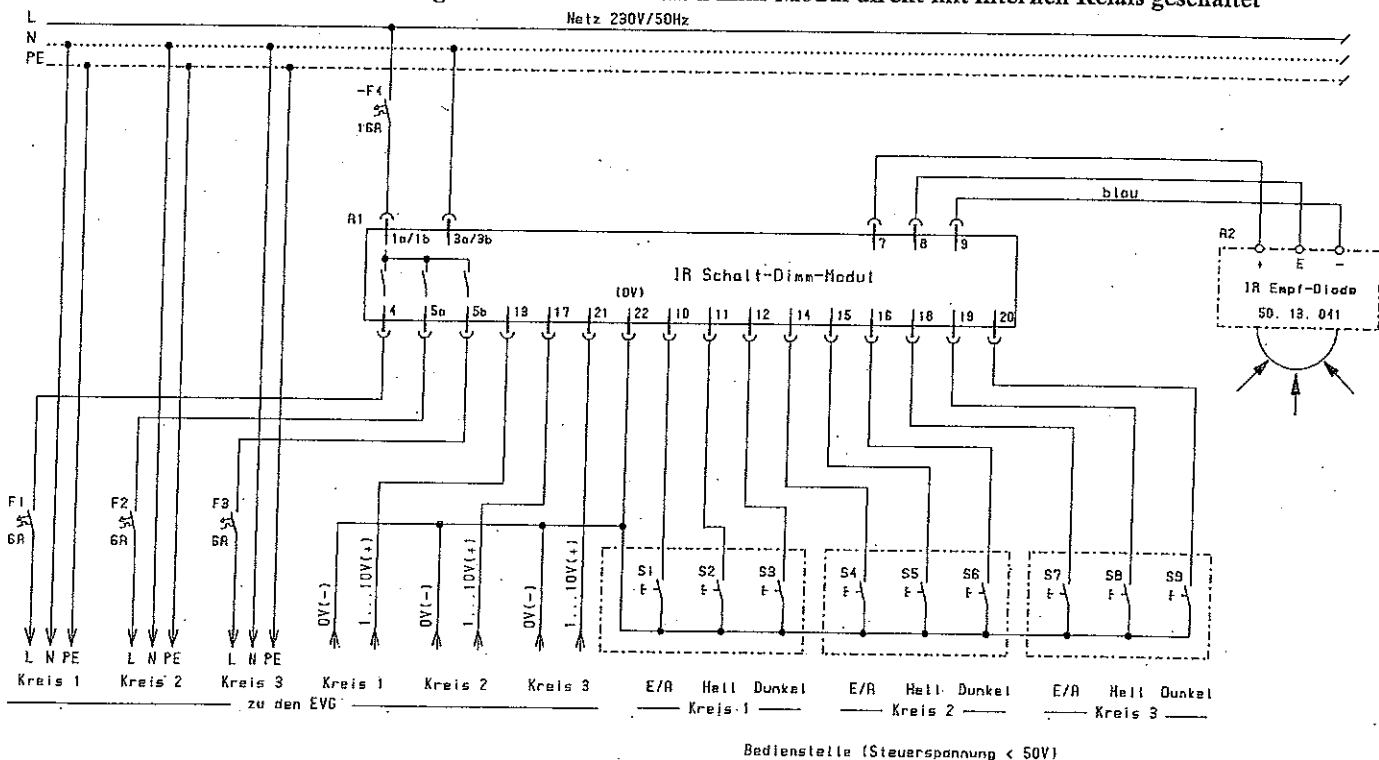 direkt mit internen Relais geschaltet
Netz 230V/50Hz
L
N
PE
-F4
16A
blau
A1
1a/1b 3a/3b 7 8 9
A2
+ E -
IR Schalt-Dimm-Modul
(0V)
IR Empf-Diode
50. 13. 041
4 5a 5b 13 17 21 22 10 11 12 14 15 16 18 19 20
F1
6A
F2
6A
F3
6A
0V(-) 1...10V(+) 0V(-) 1...10V(+) 0V(-) 1...10V(+)
S1 S2 S3 S4 S5 S6 S7 S8 S9
L N PE L N PE L N PE
Kreis 1 Kreis 2 Kreis 3 Kreis 1 Kreis 2 Kreis 3
E/A Hell Dunkel E/A Hell Dunkel E/A Hell Dunkel
zu den EVG
Kreis 1 Kreis 2 Kreis 3
Bedienstelle (Steuerspannung < 50V)